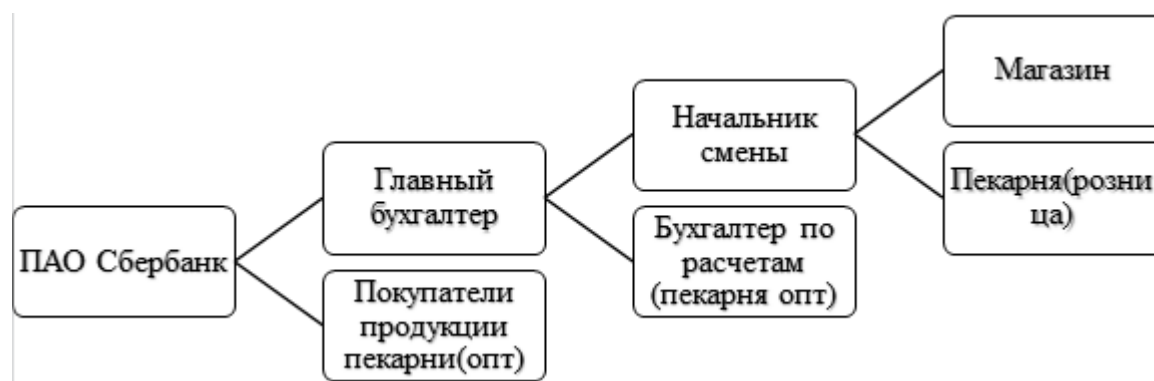 ПАО Сбербанк
Главный
бухгалтер
Покупатели
продукции
пекарни(опт)
Начальник
смены
Бухгалтер по
расчетам
(пекарня опт)
Магазин
Пекарня(розни
ца)